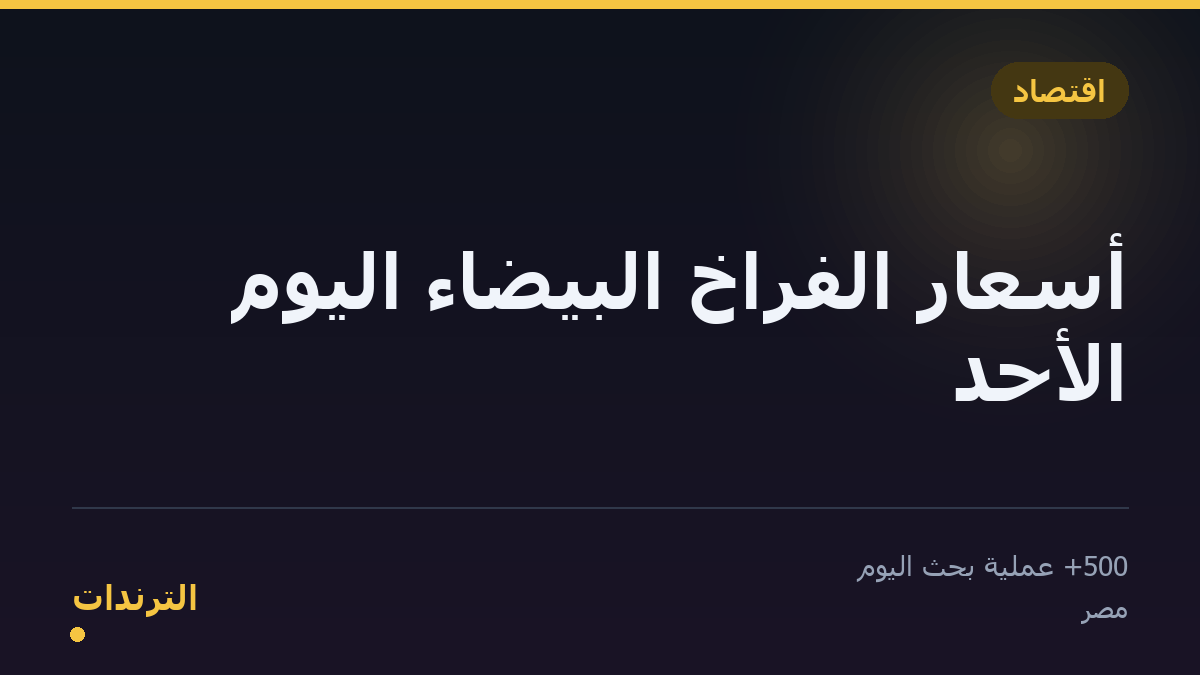 اقتصاد
أسعار الفراخ البيضاء اليوم
الأحد
500+ عملية بحث اليوم
مصر
الترندات